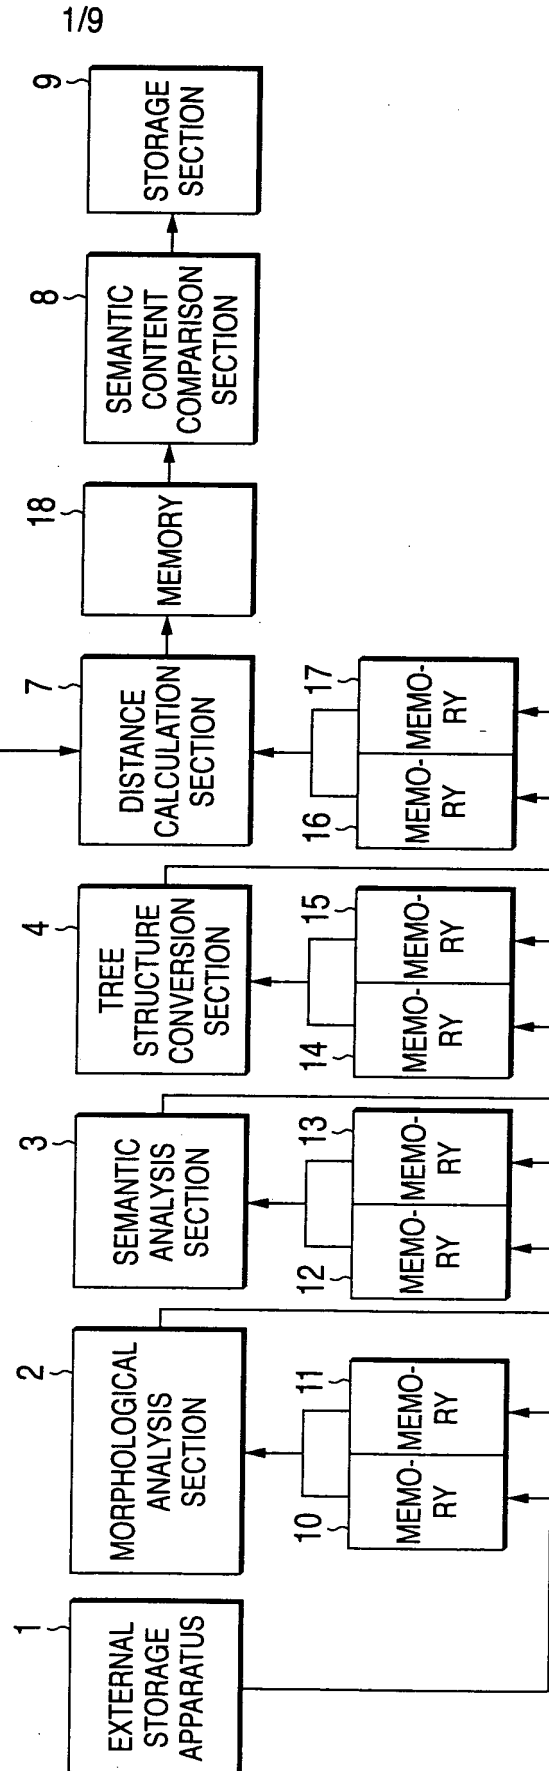 1/9
1
EXTERNAL
STORAGE
APPARATUS
2
MORPHOLOGICAL
ANALYSIS
SECTION
10
MEMO-
RY
11
MEMO-
RY
3
SEMANTIC
ANALYSIS
SECTION
12
MEMO-
RY
13
MEMO-
RY
4
TREE
STRUCTURE
CONVERSION
SECTION
14
MEMO-
RY
15
MEMO-
RY
7
DISTANCE
CALCULATION
SECTION
16
MEMO-
RY
17
MEMO-
RY
18
MEMORY
8
SEMANTIC
CONTENT
COMPARISON
SECTION
9
STORAGE
SECTION